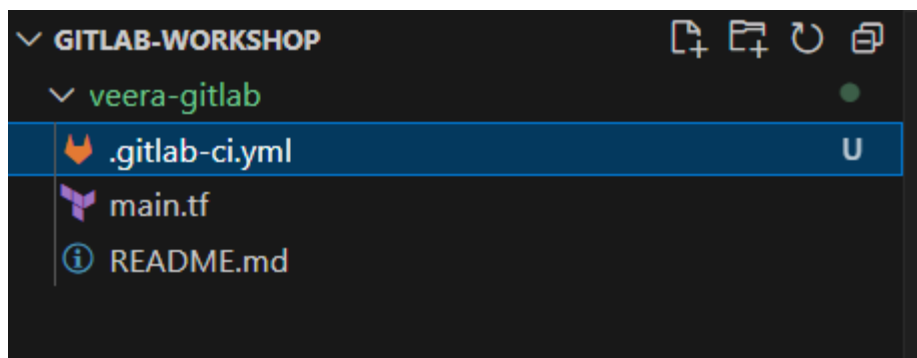 GITLAB-WORKSHOP
veera-gitlab
.gitlab-ci.yml U
main.tf
README.md